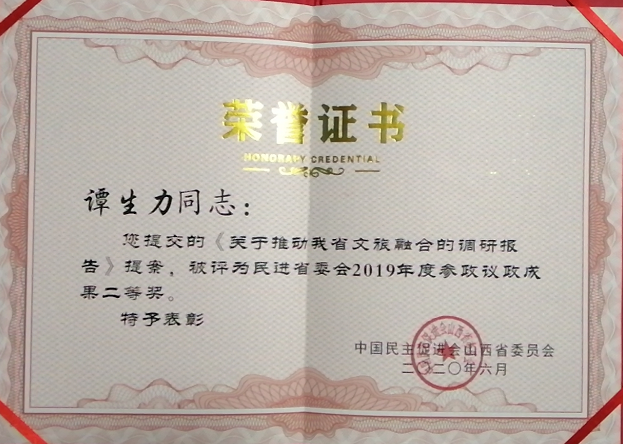 荣誉证书
HONORARY CREDENTIAL
谭生力同志：
您提交的《关于推动我省文旅融合的调研报
告》提案，被评为民进省委会2019年度参政议政成
果二等奖。
特予表彰
中国民主促进会山西省委员会
二〇二〇年六月